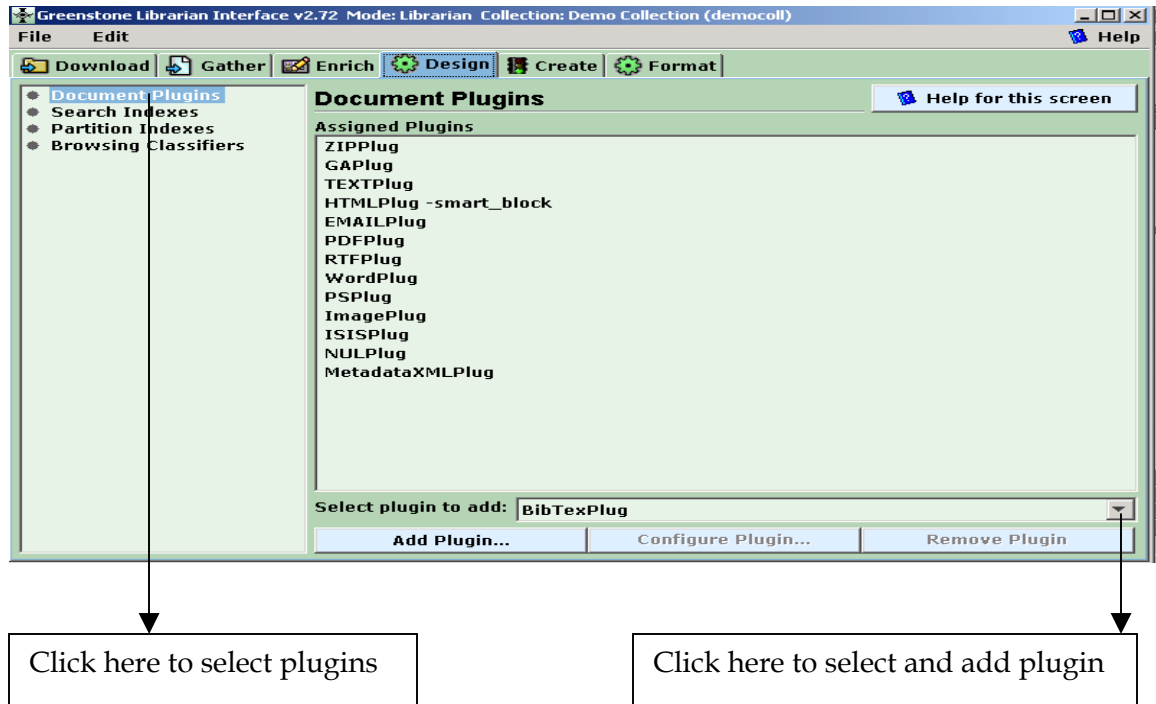 Greenstone Librarian Interface v2.72 Mode: Librarian Collection: Demo Collection (democoll)
File Edit Help
Download Gather Enrich Design Create Format
Document Plugins
Search Indexes
Partition Indexes
Browsing Classifiers
Document Plugins Help for this screen
Assigned Plugins
ZIPPlug
GAPlug
TEXTPlug
HTMLPlug -smart_block
EMAILPlug
PDFPlug
RTFPlug
WordPlug
PSPlug
ImagePlug
ISISPlug
NULPlug
MetadataXMLPlug
Select plugin to add: BibTexPlug
Add Plugin... Configure Plugin... Remove Plugin
Click here to select plugins
Click here to select and add plugin